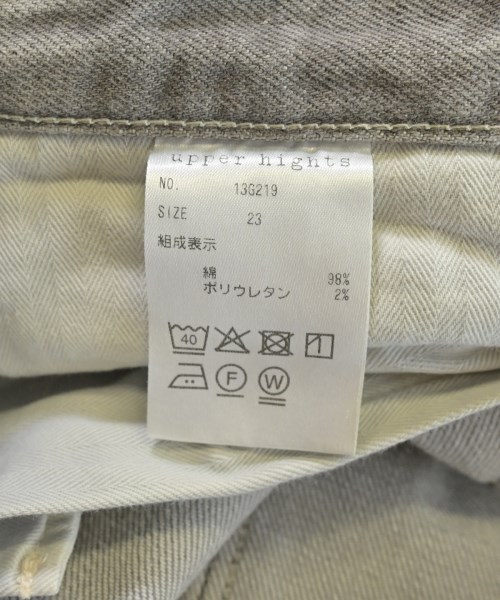 upper hights
NO. 13G219
SIZE 23
組成表示
綿 98%
ポリウレタン 2%
40
F W